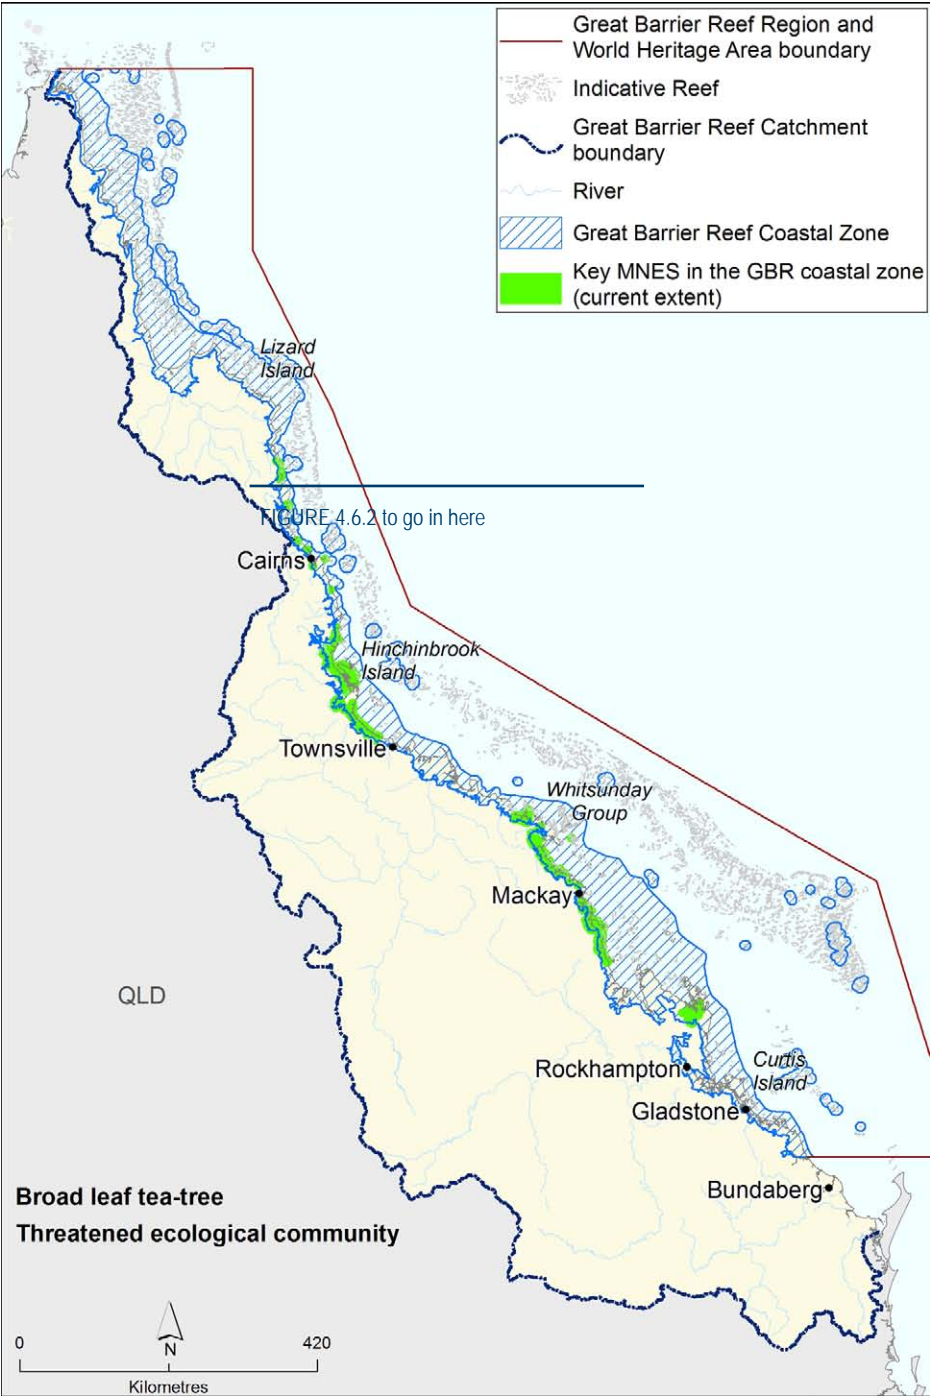 Great Barrier Reef Region and
World Heritage Area boundary
Indicative Reef
Great Barrier Reef Catchment
boundary
River
Great Barrier Reef Coastal Zone
Key MNES in the GBR coastal zone
(current extent)
Lizard
Island
FIGURE 4.6.2 to go in here
Cairns
Hinchinbrook
Island
Townsville
Whitsunday
Group
Mackay
QLD
Rockhampton
Curtis
Island
Gladstone
Bundaberg
Broad leaf tea-tree
Threatened ecological community
0
420
N
Kilometres